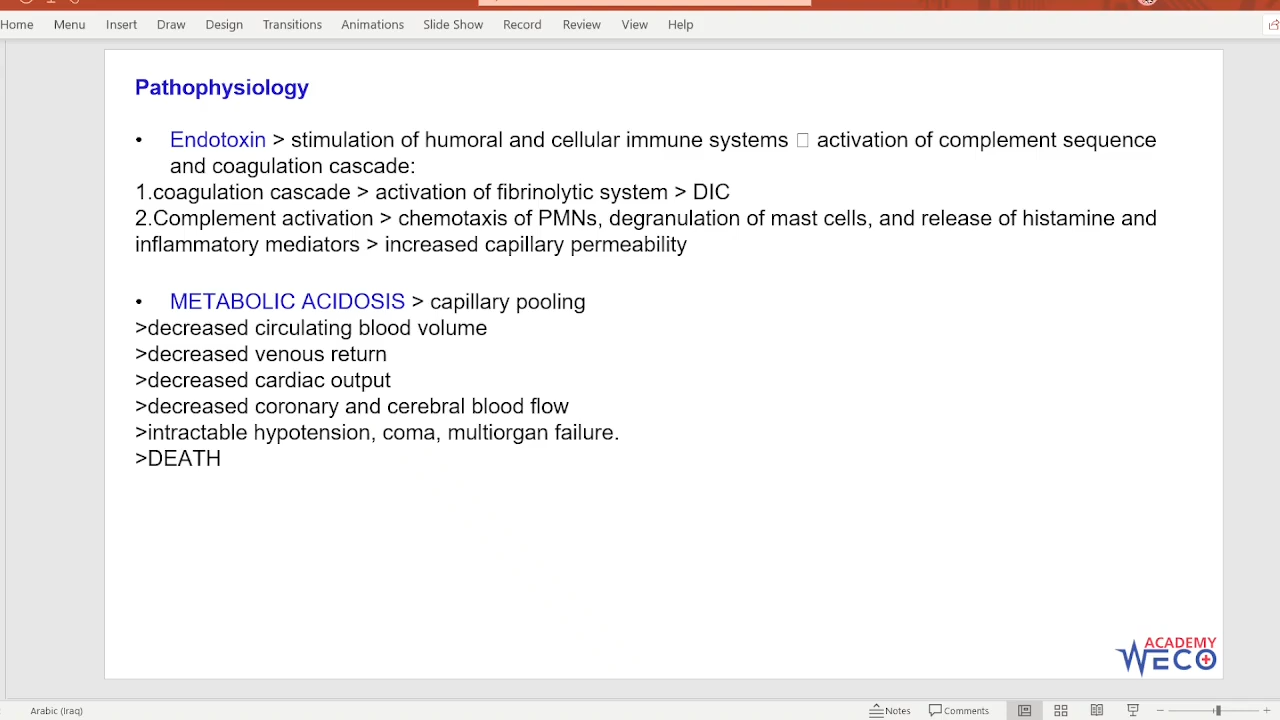 Home Menu Insert Draw Design Transitions Animations Slide Show Record Review View Help
Pathophysiology
• Endotoxin > stimulation of humoral and cellular immune systems □ activation of complement sequence
and coagulation cascade:
1.coagulation cascade > activation of fibrinolytic system > DIC
2.Complement activation > chemotaxis of PMNs, degranulation of mast cells, and release of histamine and
inflammatory mediators > increased capillary permeability
• METABOLIC ACIDOSIS > capillary pooling
>decreased circulating blood volume
>decreased venous return
>decreased cardiac output
>decreased coronary and cerebral blood flow
>intractable hypotension, coma, multiorgan failure.
>DEATH
ACADEMY
WECO
Arabic (Iraq) Notes Comments